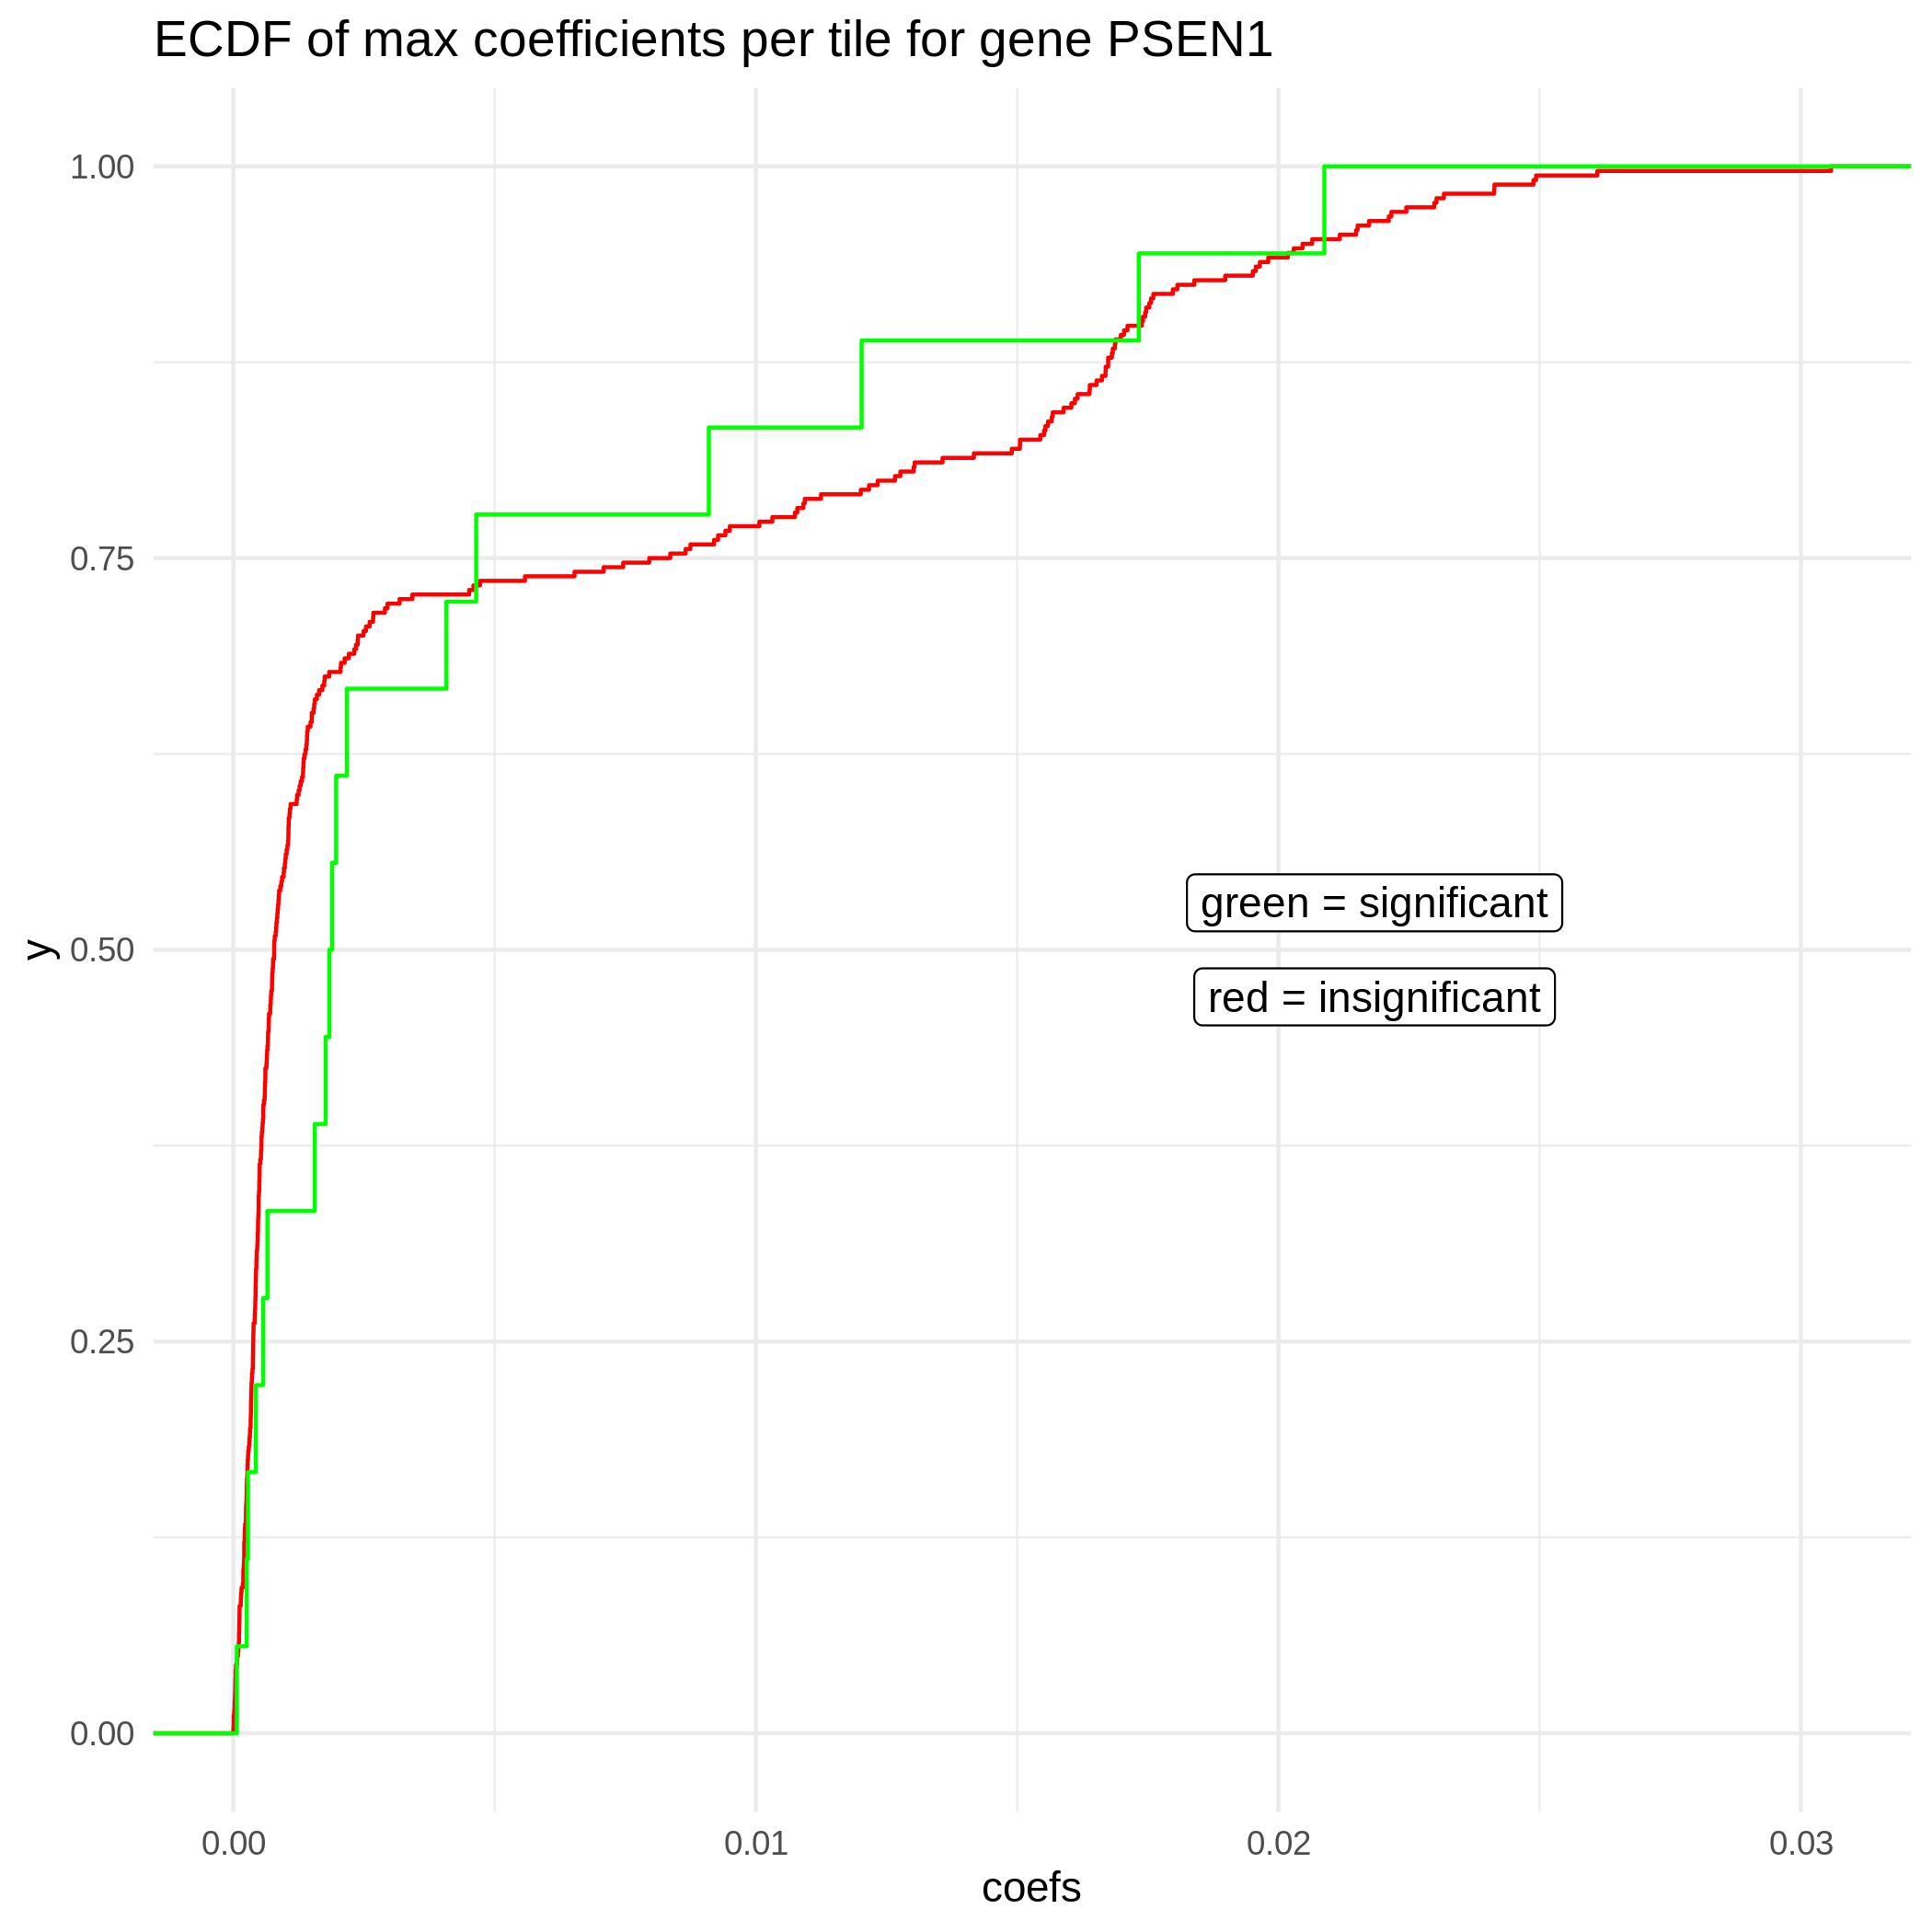 ECDF of max coefficients per tile for gene PSEN1
1.00
0.75
0.50
0.25
0.00
y
green = significant
red = insignificant
0.00 0.01 0.02 0.03
coefs